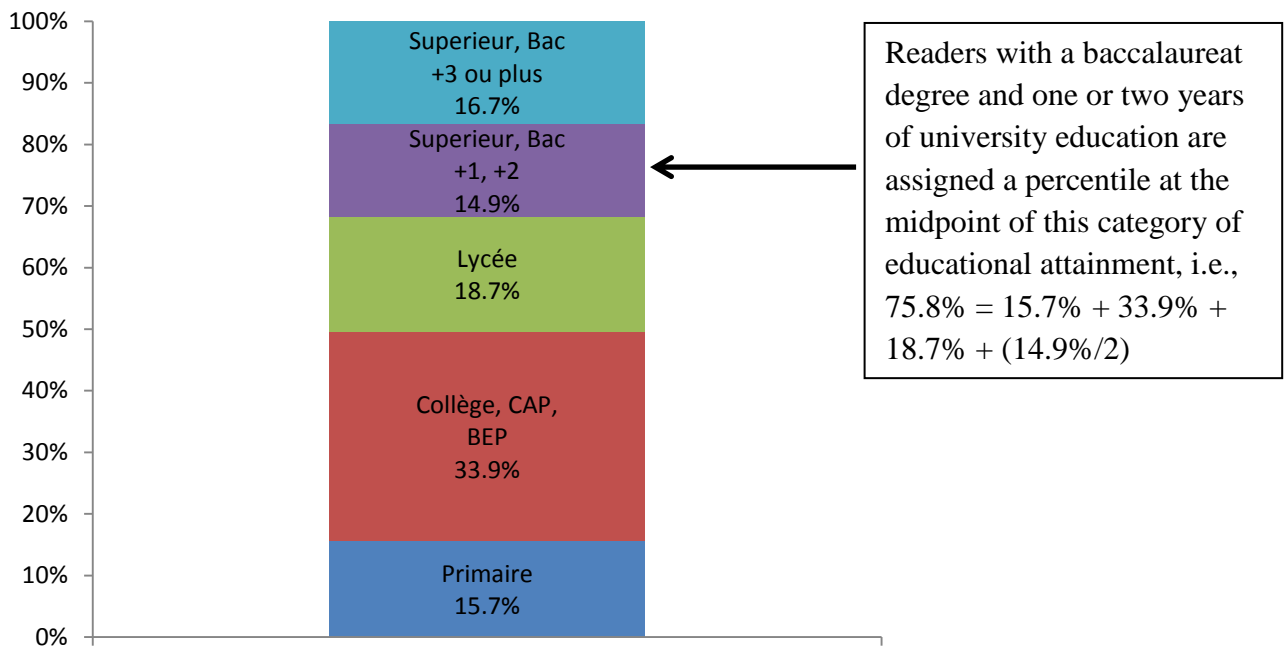 100%
90%
80%
70%
60%
50%
40%
30%
20%
10%
0%
Superieur, Bac
+3 ou plus
16.7%
Superieur, Bac
+1, +2
14.9%
Lycée
18.7%
Collège, CAP,
BEP
33.9%
Primaire
15.7%
Readers with a baccalaureat
degree and one or two years
of university education are
assigned a percentile at the
midpoint of this category of
educational attainment, i.e.,
75.8% = 15.7% + 33.9% +
18.7% + (14.9%/2)